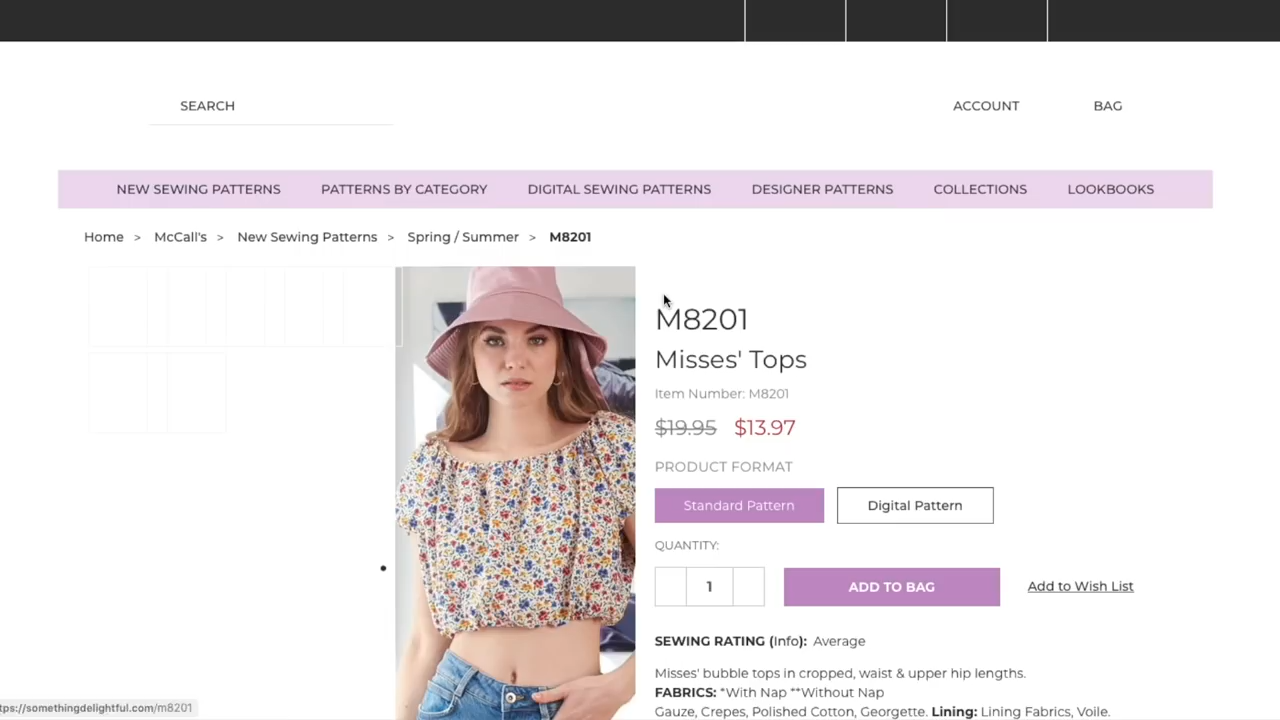 SEARCH
ACCOUNT
BAG
NEW SEWING PATTERNS PATTERNS BY CATEGORY DIGITAL SEWING PATTERNS DESIGNER PATTERNS COLLECTIONS LOOKBOOKS
Home > McCall's > New Sewing Patterns > Spring / Summer > M8201
M8201
Misses' Tops
Item Number: M8201
$19.95 $13.97
PRODUCT FORMAT
Standard Pattern Digital Pattern
QUANTITY:
1 ADD TO BAG Add to Wish List
SEWING RATING (Info): Average
Misses' bubble tops in cropped, waist & upper hip lengths.
FABRICS: *With Nap **Without Nap
Gauze, Crepes, Polished Cotton, Georgette. Lining: Lining Fabrics, Voile.
tps://somethingdelightful.com/m8201